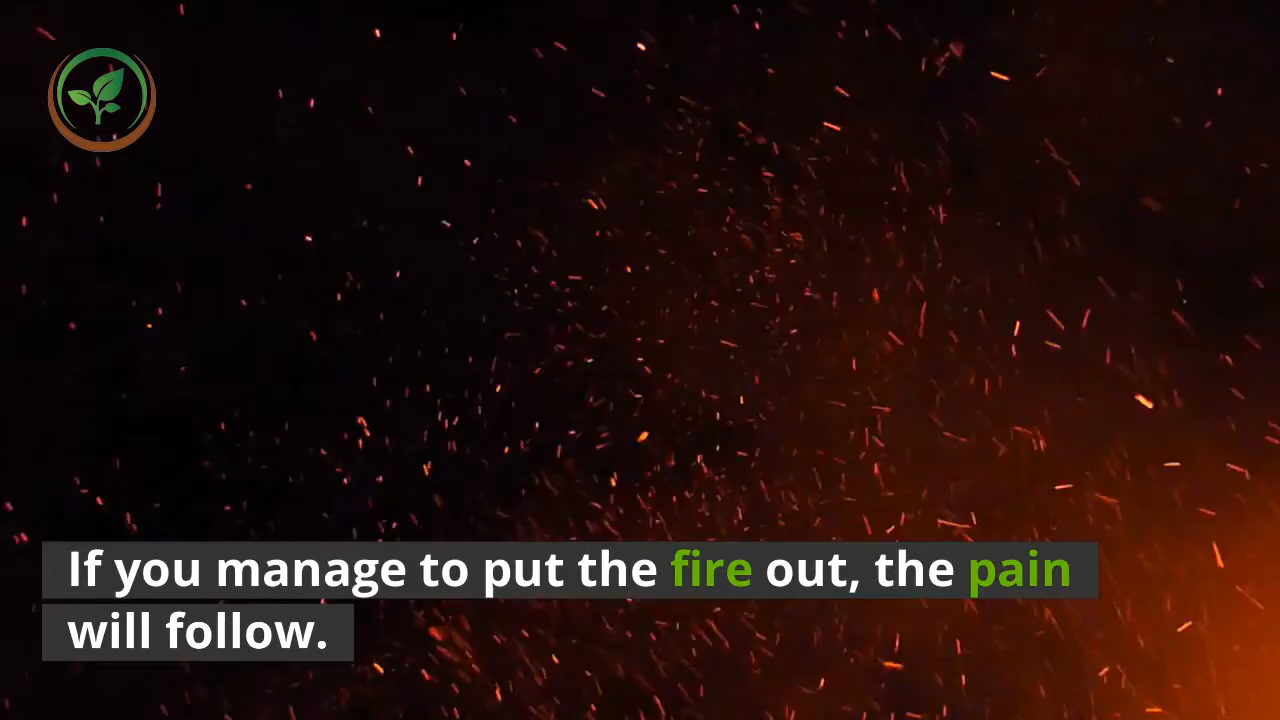 If you manage to put the fire out, the pain
will follow.